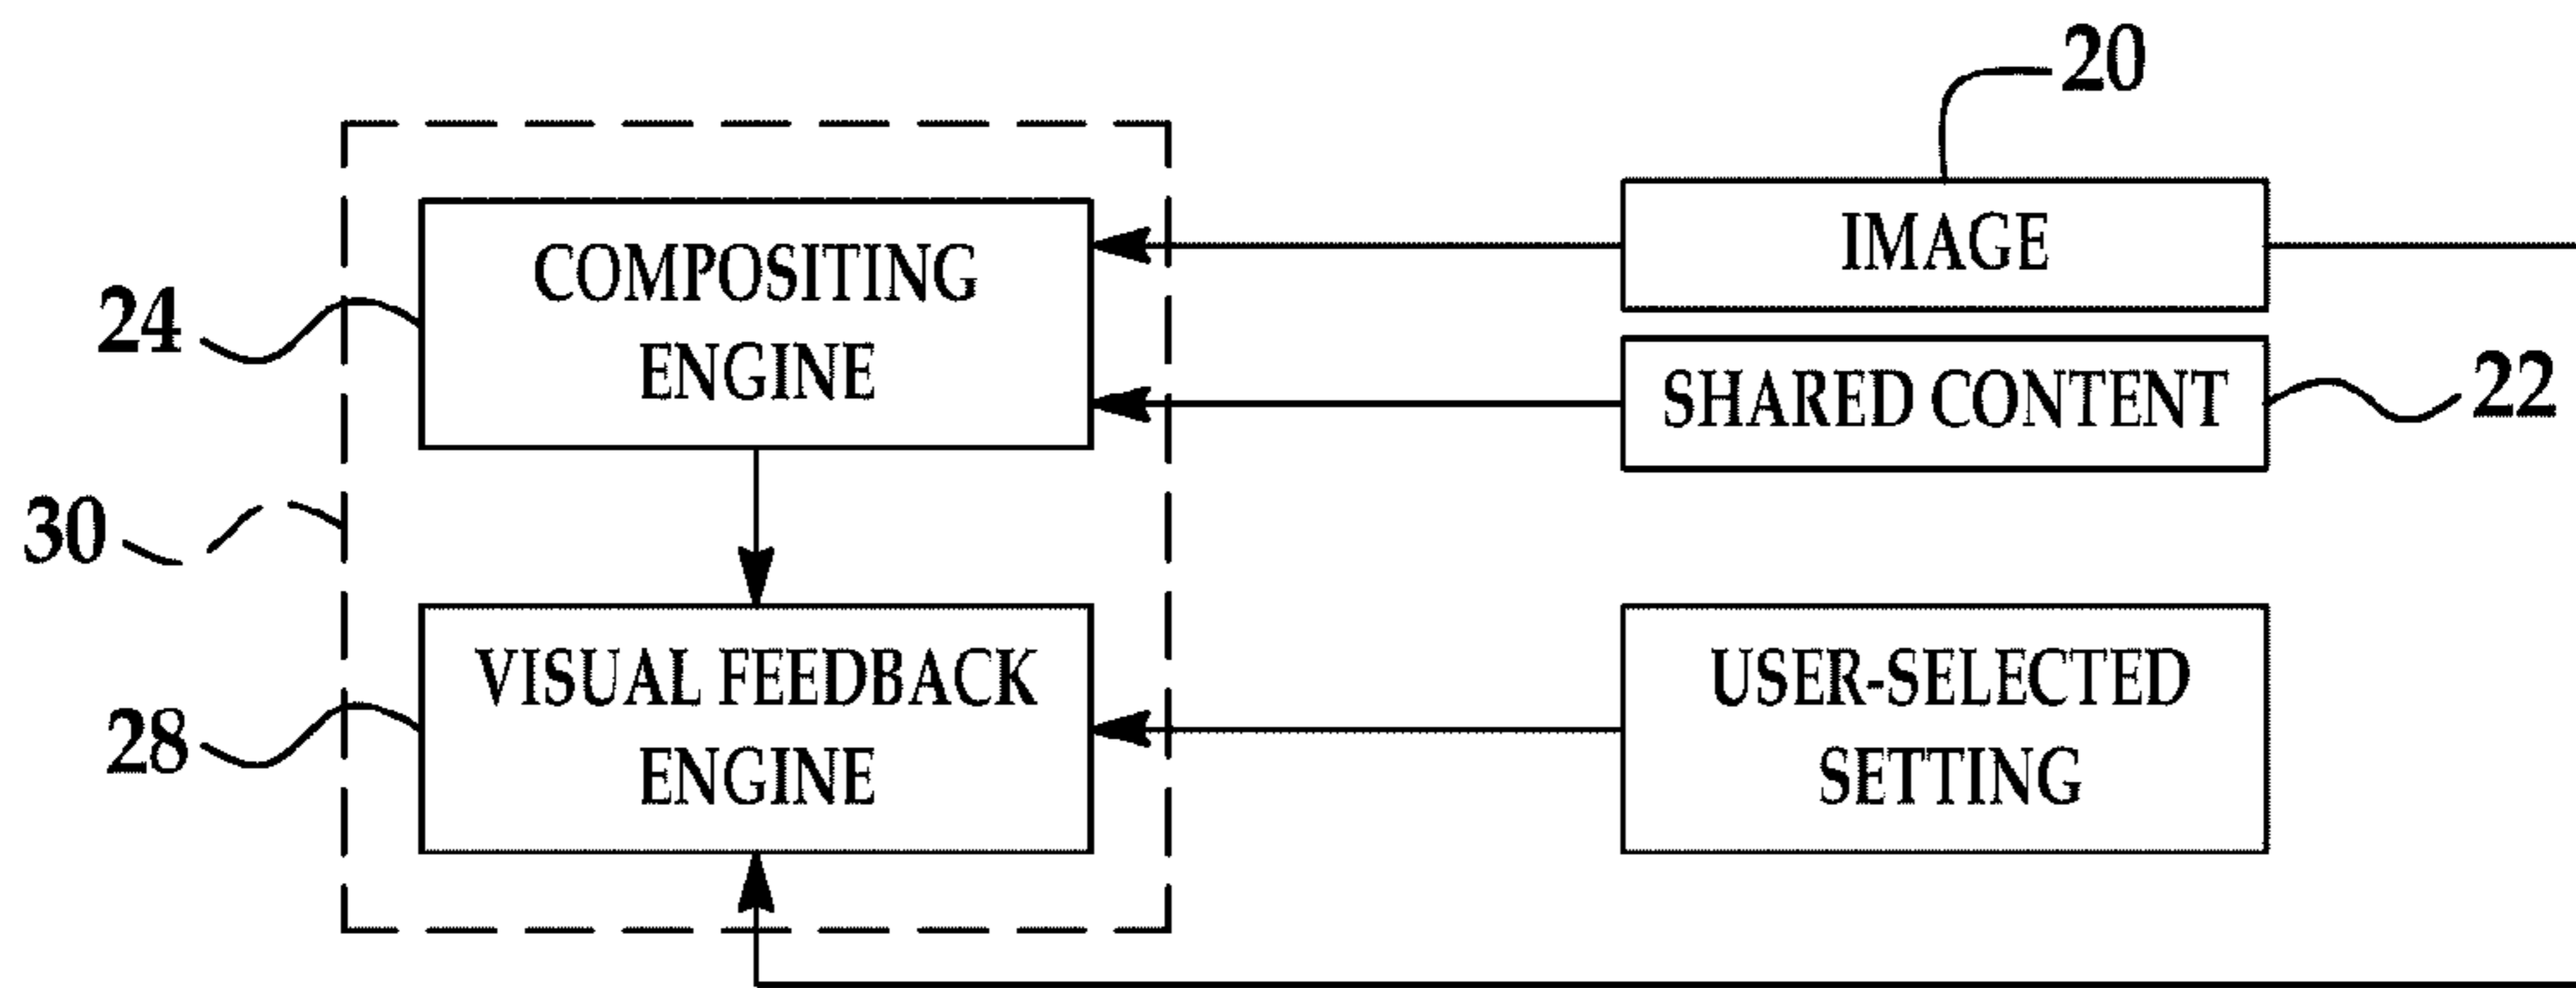 20
IMAGE
COMPOSITING
ENGINE
24
SHARED CONTENT
22
30
VISUAL FEEDBACK
ENGINE
28
USER-SELECTED
SETTING